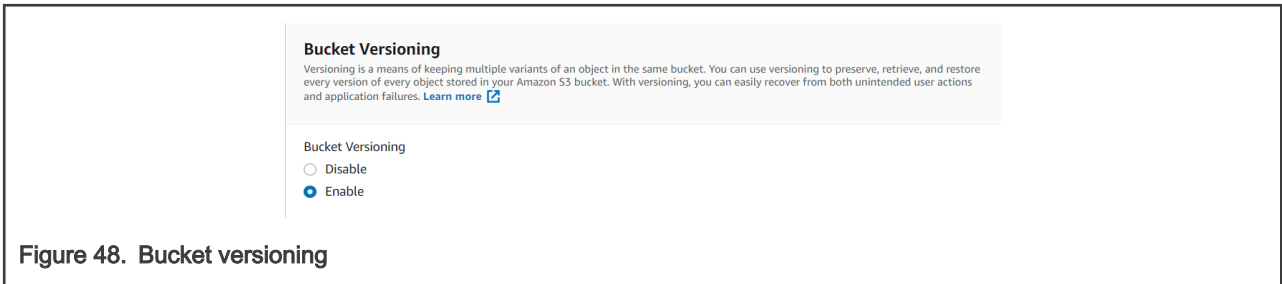 Bucket Versioning
Versioning is a means of keeping multiple variants of an object in the same bucket. You can use versioning to preserve, retrieve, and restore
every version of every object stored in your Amazon S3 bucket. With versioning, you can easily recover from both unintended user actions
and application failures. Learn more
Bucket Versioning
Disable
Enable
Figure 48. Bucket versioning